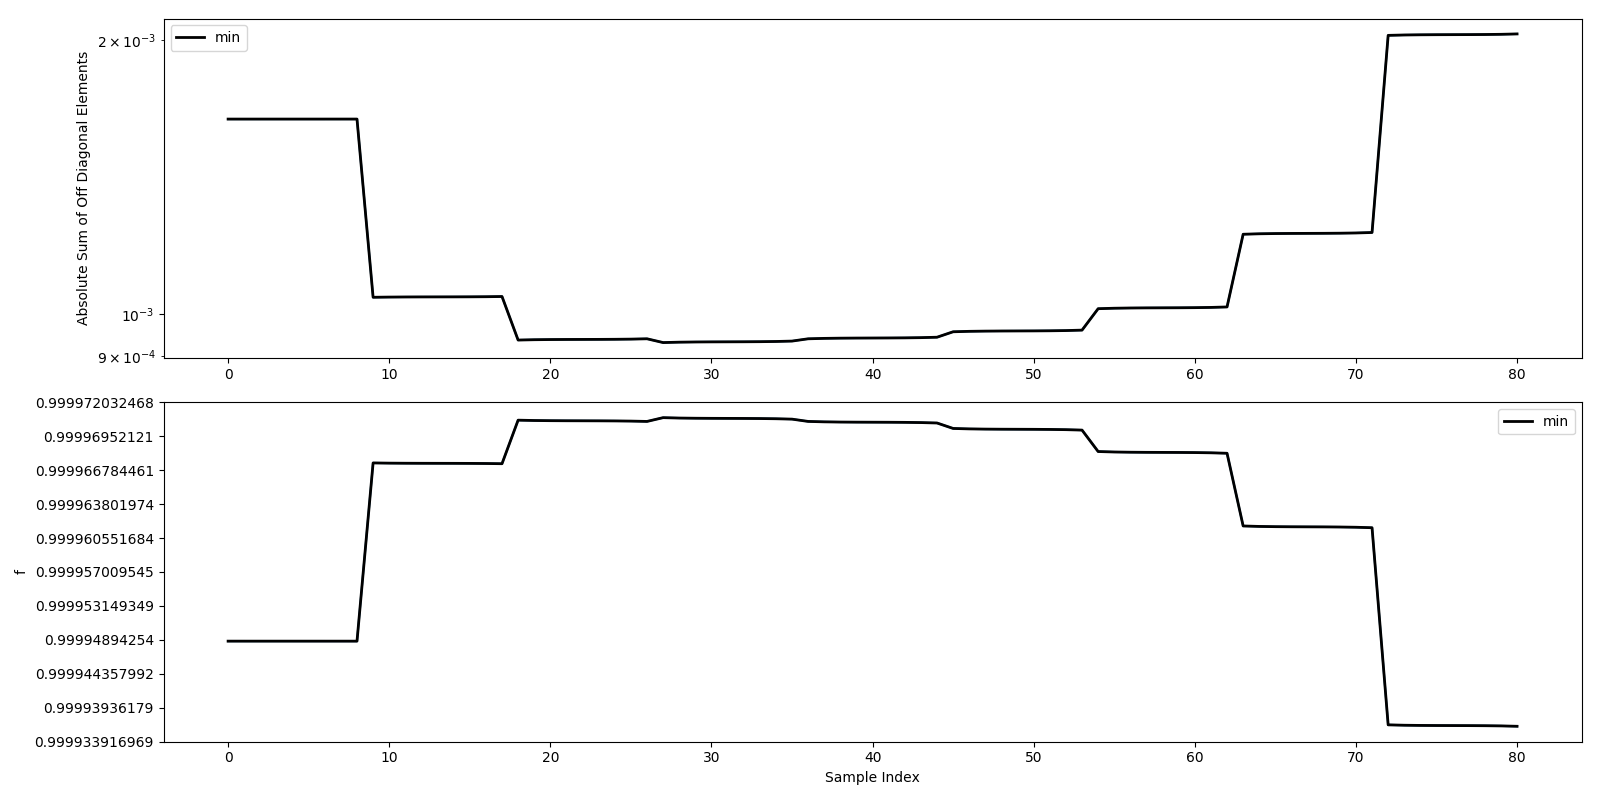 Absolute Sum of Off Diagonal Elements
2 × 10⁻³
10⁻³
9 × 10⁻⁴
min
0 10 20 30 40 50 60 70 80
f
0.999972032468
0.99996952121
0.999966784461
0.999963801974
0.999960551684
0.999957009545
0.999953149349
0.99994894254
0.999944357992
0.99993936179
0.999933916969
min
0 10 20 30 40 50 60 70 80
Sample Index